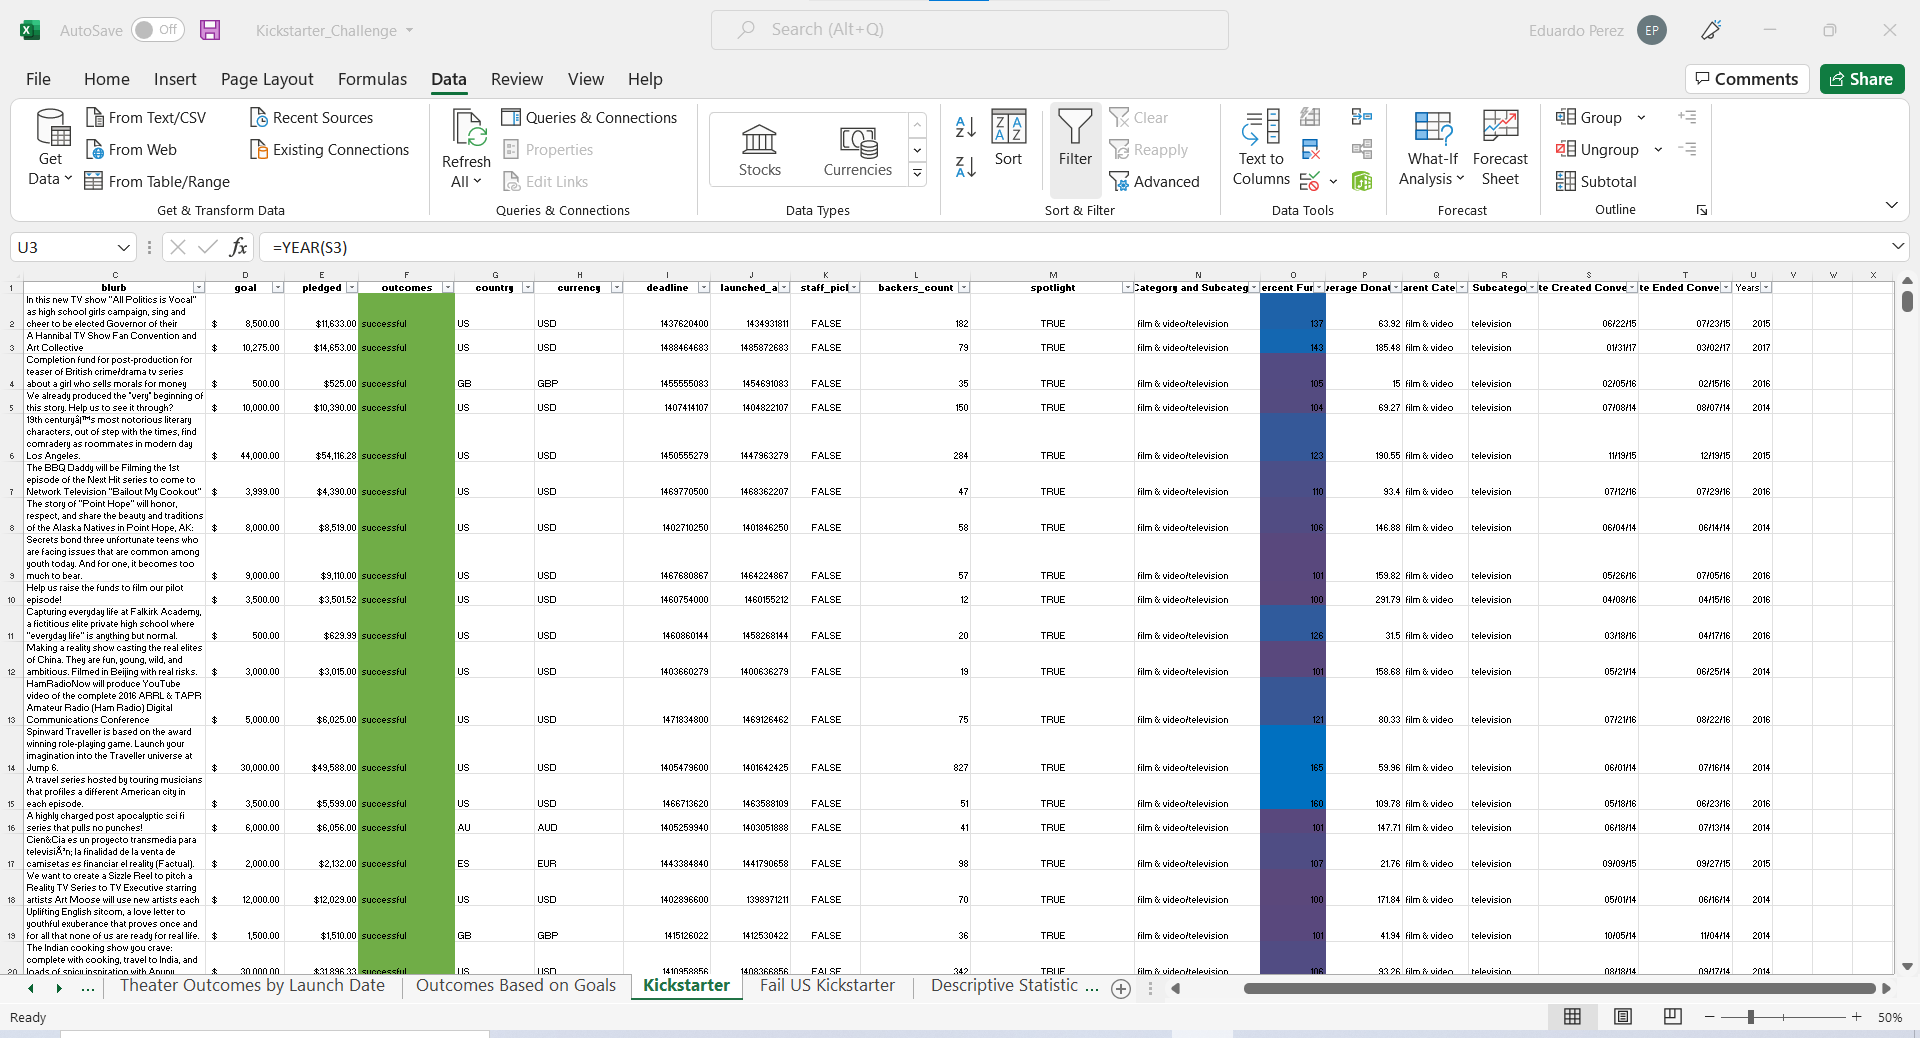 AutoSave Off Kickstarter_Challenge Search (Alt+Q) Eduardo Perez EP
File Home Insert Page Layout Formulas Data Review View Help Comments Share
Get Data From Text/CSV From Web From Table/Range Recent Sources Existing Connections
Get & Transform Data
Refresh All Queries & Connections Properties Edit Links
Queries & Connections
Stocks Currencies
Data Types
Sort Filter Clear Reapply Advanced
Sort & Filter
Text to Columns
Data Tools
What-If Analysis Forecast Sheet
Forecast
Group Ungroup Subtotal
Outline
U3 fx =YEAR(S3)
C D E F G H I J K L M N O P Q R S T U V W X
1 blurb goal pledged outcomes country currency deadline launched_a staff_picl backers_count spotlight Category and Subcateg ercent Fur verage Donat arent Cate Subcatego te Created Conve te Ended Conve Years
In this new TV show "All Politics is Vocal"
as high school girls campaign, sing and
2 cheer to be elected Governor of their $ 8,500.00 $11,633.00 successful US USD 1437620400 1434931811 FALSE 182 TRUE film & video/television 137 63.92 film & video television 06/22/15 07/23/15 2015
A Hannibal TV Show Fan Convention and
3 Art Collective $ 10,275.00 $14,653.00 successful US USD 1488464683 1485872683 FALSE 79 TRUE film & video/television 143 185.48 film & video television 01/31/17 03/02/17 2017
Completion fund for post-production for
teaser of British crime/drama tv series
4 about a girl who sells morals for money $ 500.00 $525.00 successful GB GBP 1455555083 1454691083 FALSE 35 TRUE film & video/television 105 15 film & video television 02/05/16 02/15/16 2016
We already produced the "very" beginning of
5 this story. Help us to see it through? $ 10,000.00 $10,390.00 successful US USD 1407414107 1404822107 FALSE 150 TRUE film & video/television 104 69.27 film & video television 07/08/14 08/07/14 2014
19th centuryâ€™s most notorious literary
characters, out of step with the times, find
comradery as roommates in modern day
6 Los Angeles. $ 44,000.00 $54,116.28 successful US USD 1450555279 1447963279 FALSE 284 TRUE film & video/television 123 190.55 film & video television 11/19/15 12/19/15 2015
The BBQ Daddy will be Filming the 1st
episode of the Next Hit series to come to
7 Network Television "Bailout My Cookout" $ 3,999.00 $4,390.00 successful US USD 1469770500 1468362207 FALSE 47 TRUE film & video/television 110 93.4 film & video television 07/12/16 07/29/16 2016
The story of "Point Hope" will honor,
respect, and share the beauty and traditions
8 of the Alaska Natives in Point Hope, AK: $ 8,000.00 $8,519.00 successful US USD 1402710250 1401846250 FALSE 58 TRUE film & video/television 106 146.88 film & video television 06/04/14 06/14/14 2014
Secrets bond three unfortunate teens who
are facing issues that are common among
youth today. And for one, it becomes too
9 much to bear. $ 9,000.00 $9,110.00 successful US USD 1467680867 1464224867 FALSE 57 TRUE film & video/television 101 159.82 film & video television 05/26/16 07/05/16 2016
Help us raise the funds to film our pilot
10 episode! $ 3,500.00 $3,501.52 successful US USD 1460754000 1460155212 FALSE 12 TRUE film & video/television 100 291.79 film & video television 04/08/16 04/15/16 2016
Capturing everyday life at Falkirk Academy,
a fictitious elite private high school where
11 "everyday life" is anything but normal. $ 500.00 $629.99 successful US USD 1460860144 1458268144 FALSE 20 TRUE film & video/television 126 31.5 film & video television 03/18/16 04/17/16 2016
Making a reality show casting the real elites
of China. They are fun, young, wild, and
12 ambitious. Filmed in Beijing with real risks. $ 3,000.00 $3,015.00 successful US USD 1403660279 1400636279 FALSE 19 TRUE film & video/television 101 158.68 film & video television 05/21/14 06/25/14 2014
HamRadioNow will produce YouTube
video of the complete 2016 ARRL & TAPR
Amateur Radio (Ham Radio) Digital
13 Communications Conference $ 5,000.00 $6,025.00 successful US USD 1471834800 1469126462 FALSE 75 TRUE film & video/television 121 80.33 film & video television 07/21/16 08/22/16 2016
Spinward Traveller is based on the award
winning role-playing game. Launch your
imagination into the Traveller universe at
14 Jump 6. $ 30,000.00 $49,588.00 successful US USD 1405479600 1401642425 FALSE 827 TRUE film & video/television 165 59.96 film & video television 06/01/14 07/16/14 2014
A travel series hosted by touring musicians
that profiles a different American city in
15 each episode. $ 3,500.00 $5,599.00 successful US USD 1466713620 1463588109 FALSE 51 TRUE film & video/television 160 109.78 film & video television 05/18/16 06/23/16 2016
A highly charged post apocalyptic sci fi
16 series that pulls no punches! $ 6,000.00 $6,056.00 successful AU AUD 1405259940 1403051888 FALSE 41 TRUE film & video/television 101 147.71 film & video television 06/18/14 07/13/14 2014
Cien&Cia es un proyecto transmedia para
televisiÃ³n; la finalidad de la venta de
17 camisetas es financiar el reality (Factual). $ 2,000.00 $2,132.00 successful ES EUR 1443384840 1441790658 FALSE 98 TRUE film & video/television 107 21.76 film & video television 09/09/15 09/27/15 2015
We want to create a Sizzle Reel to pitch a
Reality TV Series to TV Executive starring
18 artists Art Moose will use new artists each $ 12,000.00 $12,029.00 successful US USD 1402896600 1398971211 FALSE 70 TRUE film & video/television 100 171.84 film & video television 05/01/14 06/16/14 2014
Uplifting English sitcom, a love letter to
youthful exuberance that proves once and
19 for all that none of us are ready for real life. $ 1,500.00 $1,510.00 successful GB GBP 1415126022 1412530422 FALSE 36 TRUE film & video/television 101 41.94 film & video television 10/05/14 11/04/14 2014
The Indian cooking show you crave:
complete with cooking, travel to India, and
20 loads of spicy inspiration with Anupy $ 30,000.00 $31,896.33 successful US USD 1410958856 1408366856 FALSE 342 TRUE film & video/television 106 93.26 film & video television 08/18/14 09/17/14 2014
... Theater Outcomes by Launch Date Outcomes Based on Goals Kickstarter Fail US Kickstarter Descriptive Statistic ...
Ready 50%